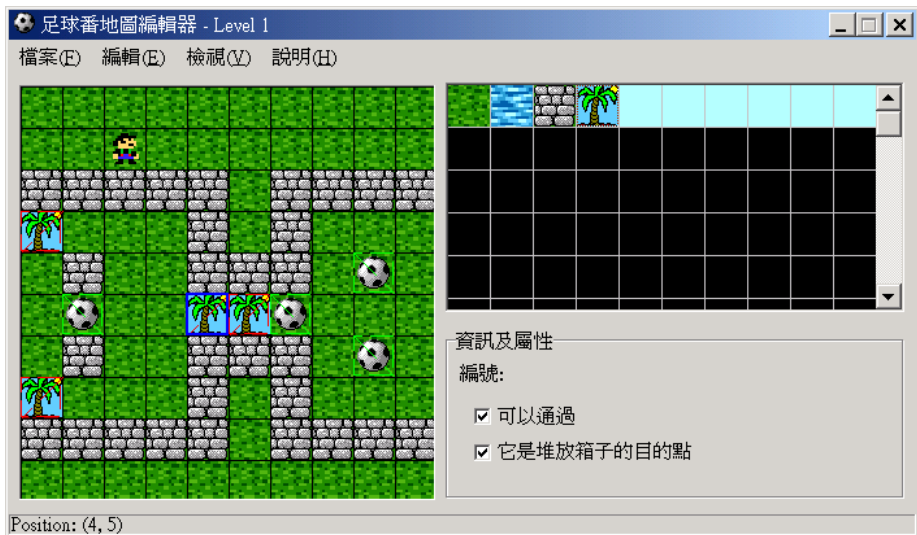 足球番地圖編輯器 - Level 1
檔案(F) 編輯(E) 檢視(V) 說明(H)
資訊及屬性
編號:
可以通過
它是堆放箱子的目的點
Position: (4, 5)